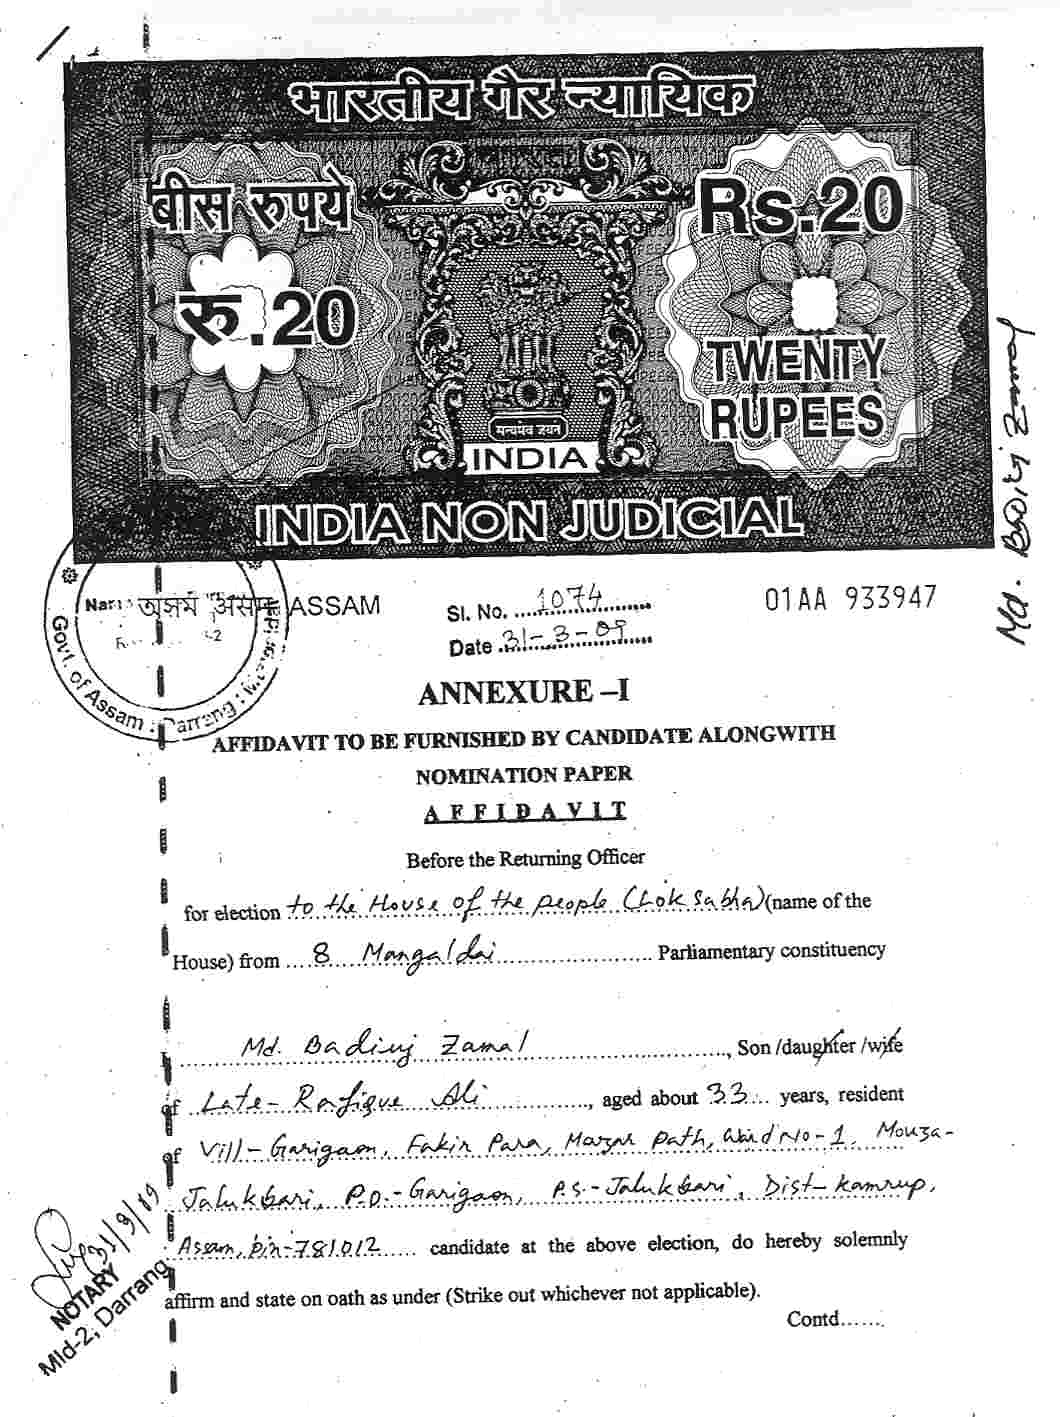 भारतीय गैर न्यायिक
बीस रुपये
रु.20
Rs.20
TWENTY
RUPEES
सत्यमेव जयते
INDIA
INDIA NON JUDICIAL
Md. Badiuj Zamal
অসম असम ASSAM
Sl. No. 1074
01AA 933947
Date 31-3-09
Govt. of Assam : Darrang :
ANNEXURE –I
AFFIDAVIT TO BE FURNISHED BY CANDIDATE ALONGWITH
NOMINATION PAPER
AFFIDAVIT
Before the Returning Officer
for election to the House of the people (Lok Sabha) (name of the
House) from ....8 Mangaldai.................... Parliamentary constituency
Md. Badiuj Zamal ..........., Son /daughter /wife
of Late- Rafique Ali ............, aged about 33... years, resident
of Vill- Garigaon, Fakir Para, Mazar Path, Ward No-1, Mouza-
Jalukbari, P.O.- Garigaon, P.S.- Jalukbari, Dist- Kamrup,
Assam, pin-781012..... candidate at the above election, do hereby solemnly
affirm and state on oath as under (Strike out whichever not applicable).
Contd.......
NOTARY
Mld-2, Darrang